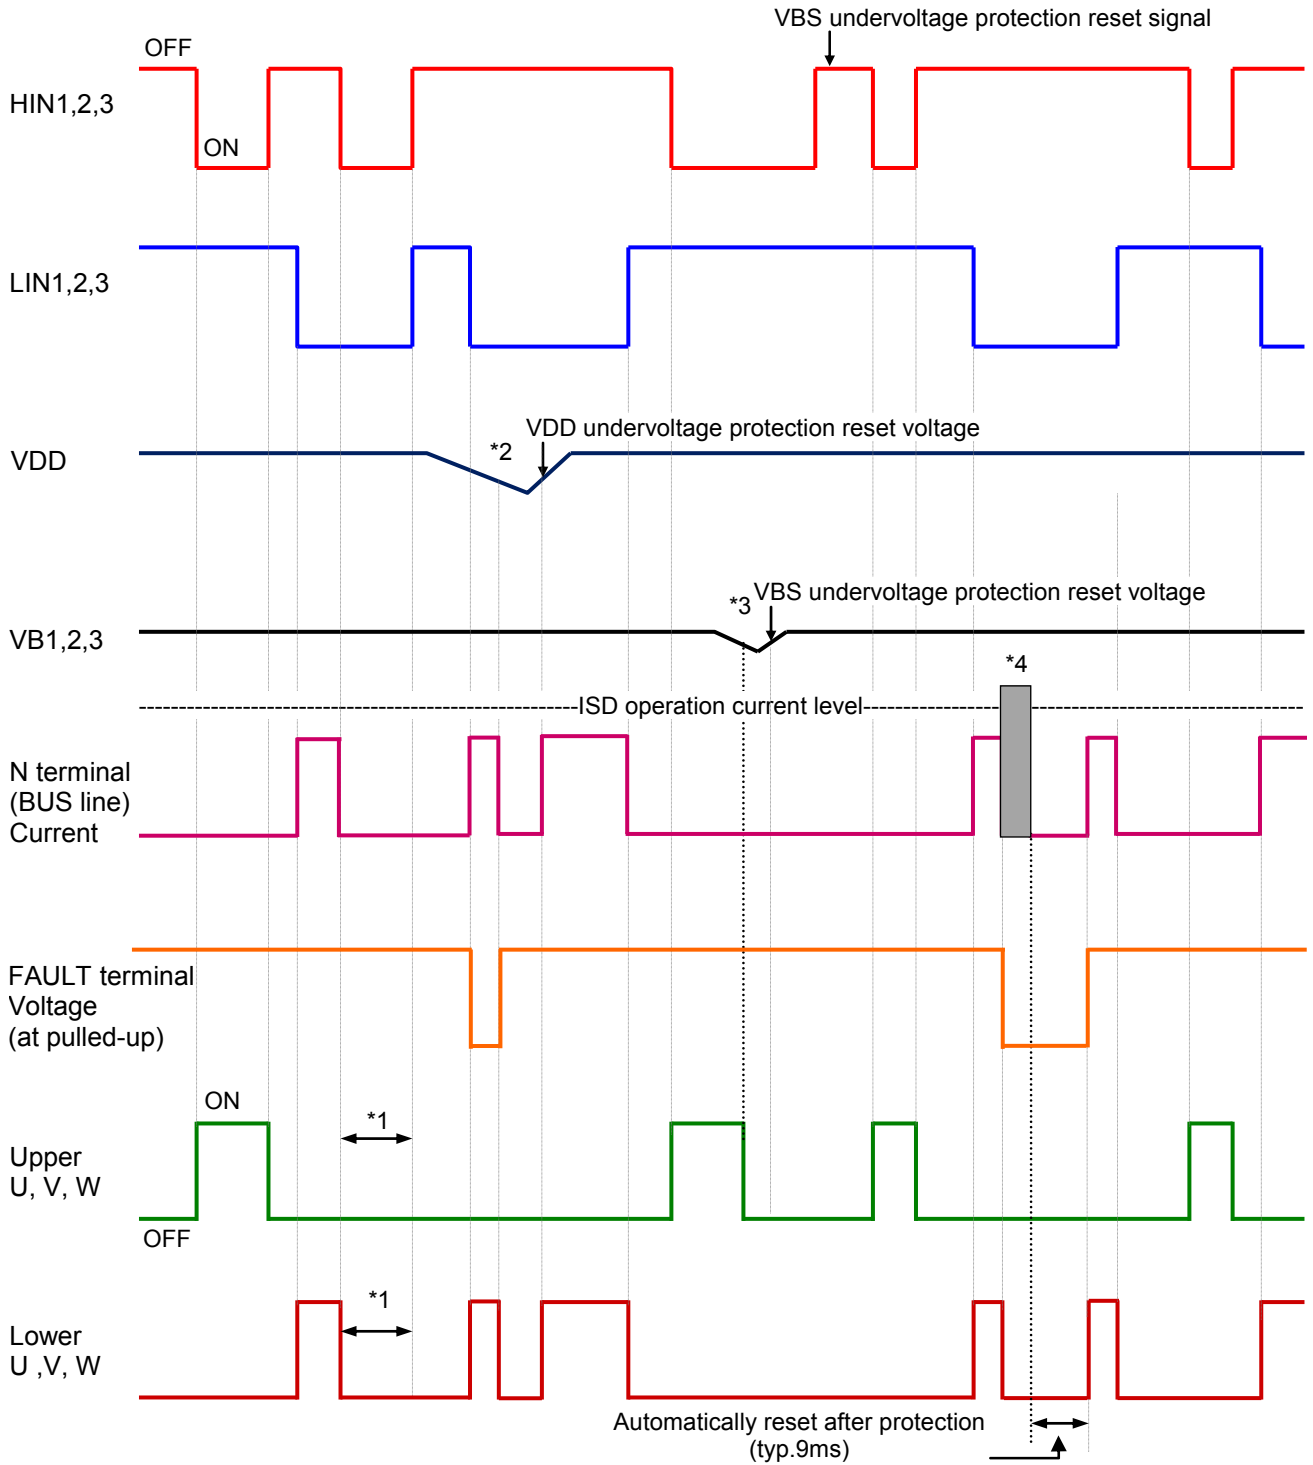 VBS undervoltage protection reset signal
OFF
HIN1,2,3
ON
LIN1,2,3
VDD undervoltage protection reset voltage
*2
VDD
VBS undervoltage protection reset voltage
*3
VB1,2,3
*4
ISD operation current level
N terminal
(BUS line)
Current
FAULT terminal
Voltage
(at pulled-up)
ON
*1
Upper
U, V, W
OFF
*1
Lower
U ,V, W
Automatically reset after protection
(typ.9ms)